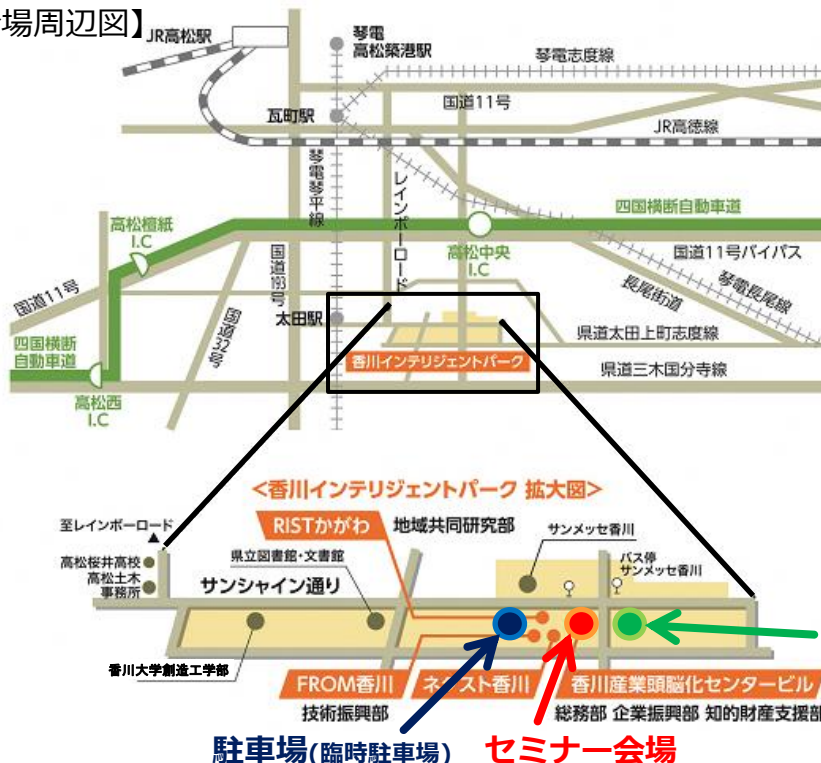 場周辺図】
JR高松駅
琴電
高松築港駅
琴電志度線
国道11号
瓦町駅
JR高徳線
琴電琴平線
レインボーロード
四国横断自動車道
高松檀紙
I.C
高松中央
I.C
国道11号バイパス
国道193号
長尾街道
琴電長尾線
国道11号
国道32号
太田駅
県道太田上町志度線
四国横断
自動車道
香川インテリジェントパーク
県道三木国分寺線
高松西
I.C
<香川インテリジェントパーク 拡大図>
至レインボーロード
RISTかがわ
地域共同研究部
サンメッセ香川
高松桜井高校
高松土木
事務所
県立図書館・文書館
バス停
サンメッセ香川
サンシャイン通り
香川大学創造工学部
FROM香川
ネクスト香川
香川産業頭脳化センタービル
技術振興部
総務部 企業振興部 知的財産支援部
駐車場(臨時駐車場)
セミナー会場